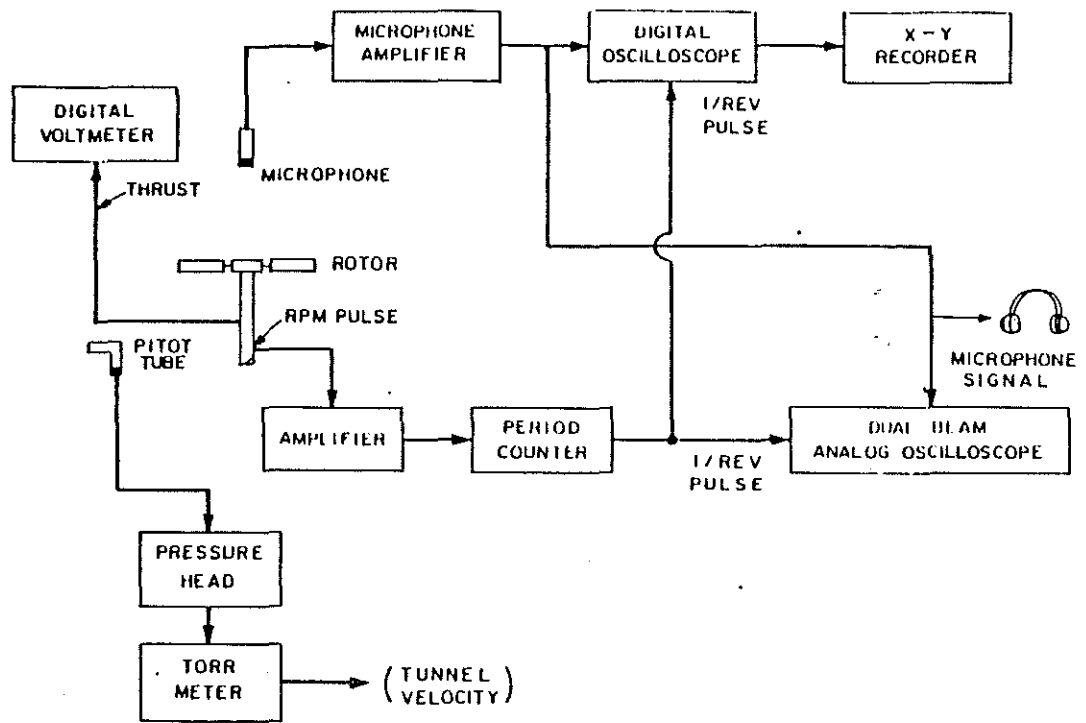 MICROPHONE
AMPLIFIER
DIGITAL
OSCILLOSCOPE
X-Y
RECORDER
DIGITAL
VOLTMETER
1/REV
PULSE
MICROPHONE
THRUST
ROTOR
RPM PULSE
PITOT
TUBE
MICROPHONE
SIGNAL
AMPLIFIER
PERIOD
COUNTER
1/REV
PULSE
DUAL BEAM
ANALOG OSCILLOSCOPE
PRESSURE
HEAD
TORR
METER
(TUNNEL
VELOCITY)